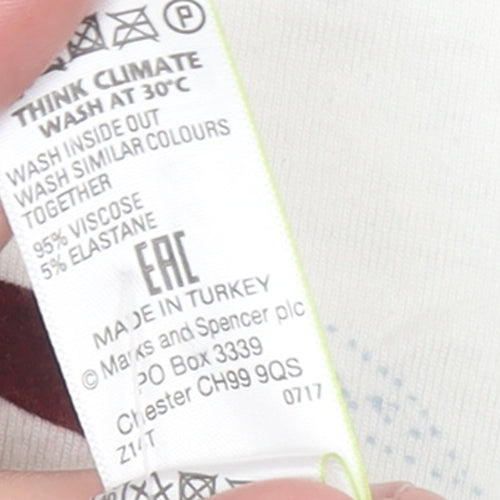 P
THINK CLIMATE
WASH AT 30°C
WASH INSIDE OUT
WASH SIMILAR COLOURS
TOGETHER
95% VISCOSE
5% ELASTANE
EAC
MADE IN TURKEY
© Marks and Spencer plc
PO Box 3339
Chester CH99 9QS
0717